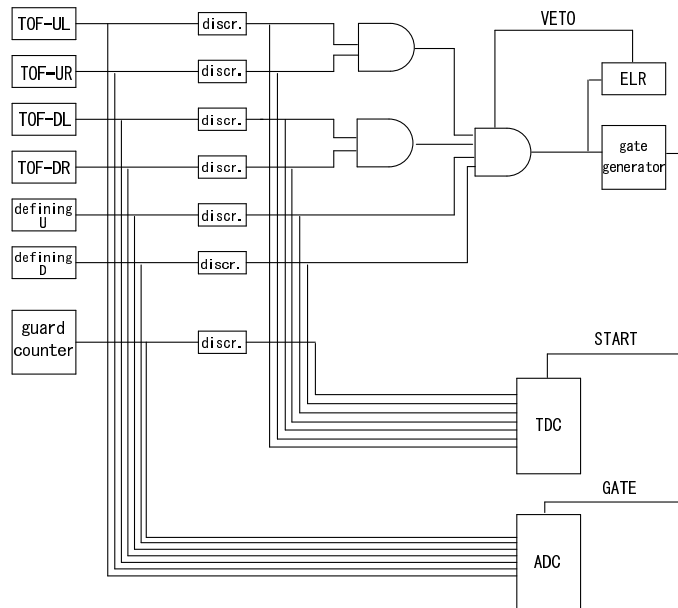 TOF-UL
discr.
VETO
TOF-UR
discr.
ELR
TOF-DL
discr.
gate
generator
TOF-DR
discr.
defining
U
discr.
defining
D
discr.
guard
counter
discr.
START
TDC
GATE
ADC